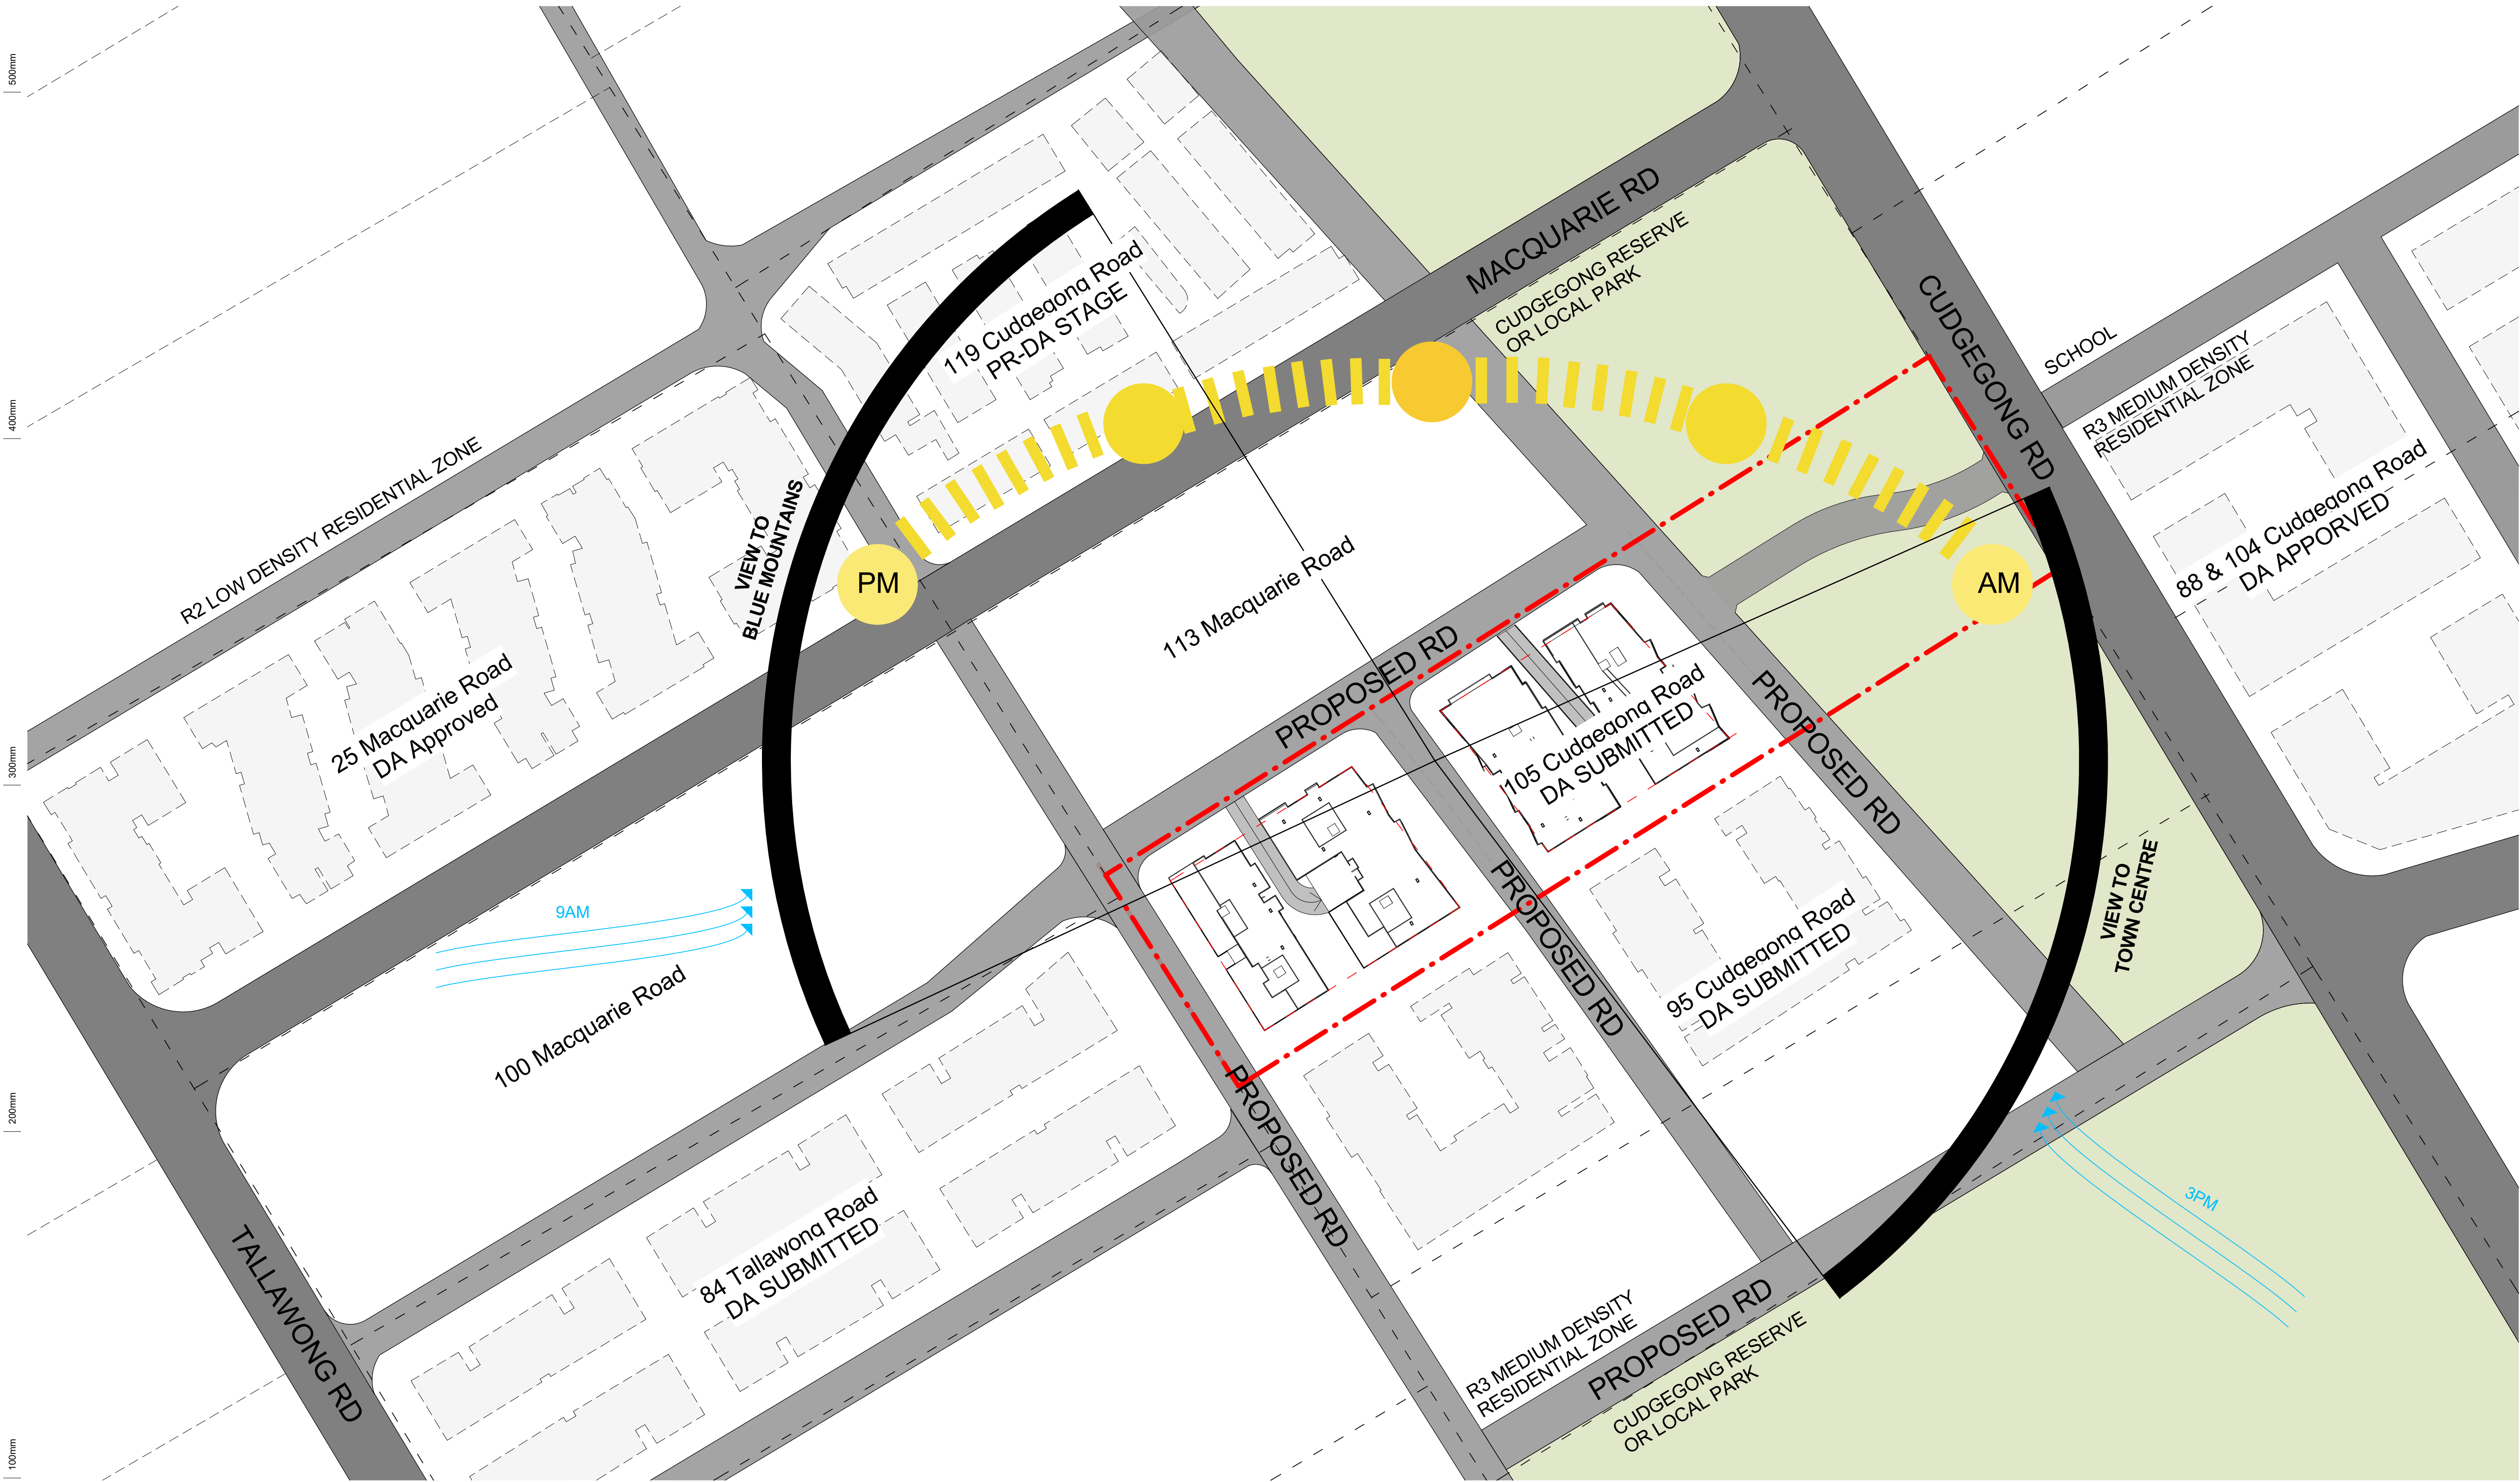 500mm
400mm
300mm
200mm
100mm
MACQUARIE RD
CUDGEGONG RESERVE
OR LOCAL PARK
CUDGEGONG RD
SCHOOL
R3 MEDIUM DENSITY
RESIDENTIAL ZONE
88 & 104 Cudgegong Road
DA APPORVED
119 Cudgegong Road
PR-DA STAGE
R2 LOW DENSITY RESIDENTIAL ZONE
VIEW TO
BLUE MOUNTAINS
PM
AM
113 Macquarie Road
25 Macquarie Road
DA Approved
PROPOSED RD
105 Cudgegong Road
DA SUBMITTED
PROPOSED RD
9AM
100 Macquarie Road
PROPOSED RD
95 Cudgegong Road
DA SUBMITTED
VIEW TO
TOWN CENTRE
PROPOSED RD
84 Tallawong Road
DA SUBMITTED
TALLAWONG RD
3PM
R3 MEDIUM DENSITY
RESIDENTIAL ZONE
PROPOSED RD
CUDGEGONG RESERVE
OR LOCAL PARK